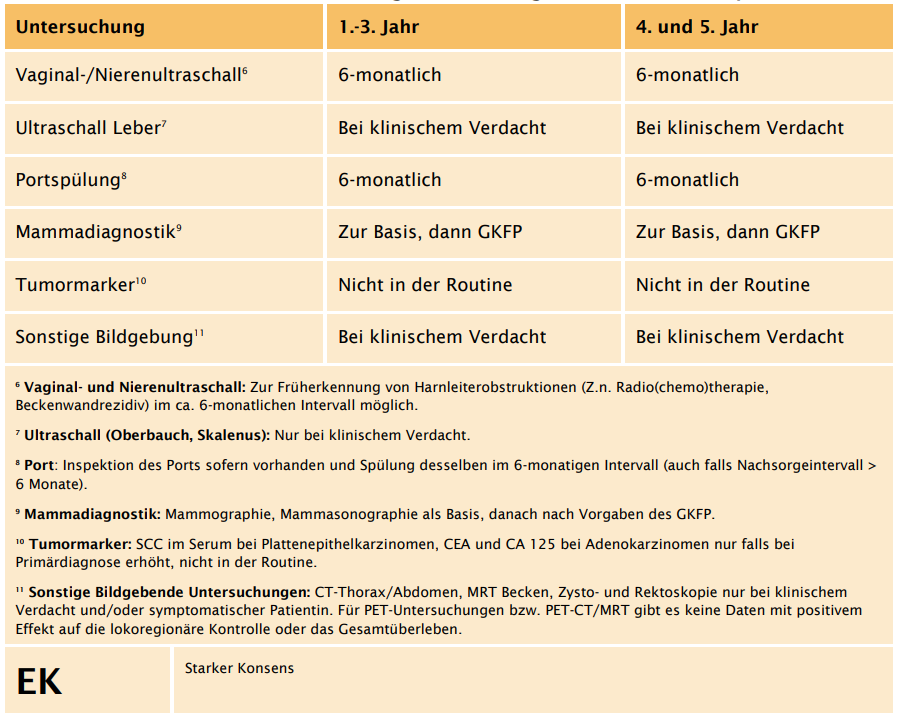 Untersuchung 1.-3. Jahr 4. und 5. Jahr
Vaginal-/Nierenultraschall⁶ 6-monatlich 6-monatlich
Ultraschall Leber⁷ Bei klinischem Verdacht Bei klinischem Verdacht
Portspülung⁸ 6-monatlich 6-monatlich
Mammadiagnostik⁹ Zur Basis, dann GKFP Zur Basis, dann GKFP
Tumormarker¹⁰ Nicht in der Routine Nicht in der Routine
Sonstige Bildgebung¹¹ Bei klinischem Verdacht Bei klinischem Verdacht
⁶ Vaginal- und Nierenultraschall: Zur Früherkennung von Harnleiterobstruktionen (Z.n. Radio(chemo)therapie,
Beckenwandrezidiv) im ca. 6-monatlichen Intervall möglich.
⁷ Ultraschall (Oberbauch, Skalenus): Nur bei klinischem Verdacht.
⁸ Port: Inspektion des Ports sofern vorhanden und Spülung desselben im 6-monatigen Intervall (auch falls Nachsorgeintervall >
6 Monate).
⁹ Mammadiagnostik: Mammographie, Mammasonographie als Basis, danach nach Vorgaben des GKFP.
¹⁰ Tumormarker: SCC im Serum bei Plattenepithelkarzinomen, CEA und CA 125 bei Adenokarzinomen nur falls bei
Primärdiagnose erhöht, nicht in der Routine.
¹¹ Sonstige Bildgebende Untersuchungen: CT-Thorax/Abdomen, MRT Becken, Zysto- und Rektoskopie nur bei klinischem
Verdacht und/oder symptomatischer Patientin. Für PET-Untersuchungen bzw. PET-CT/MRT gibt es keine Daten mit positivem
Effekt auf die lokoregionäre Kontrolle oder das Gesamtüberleben.
EK Starker Konsens